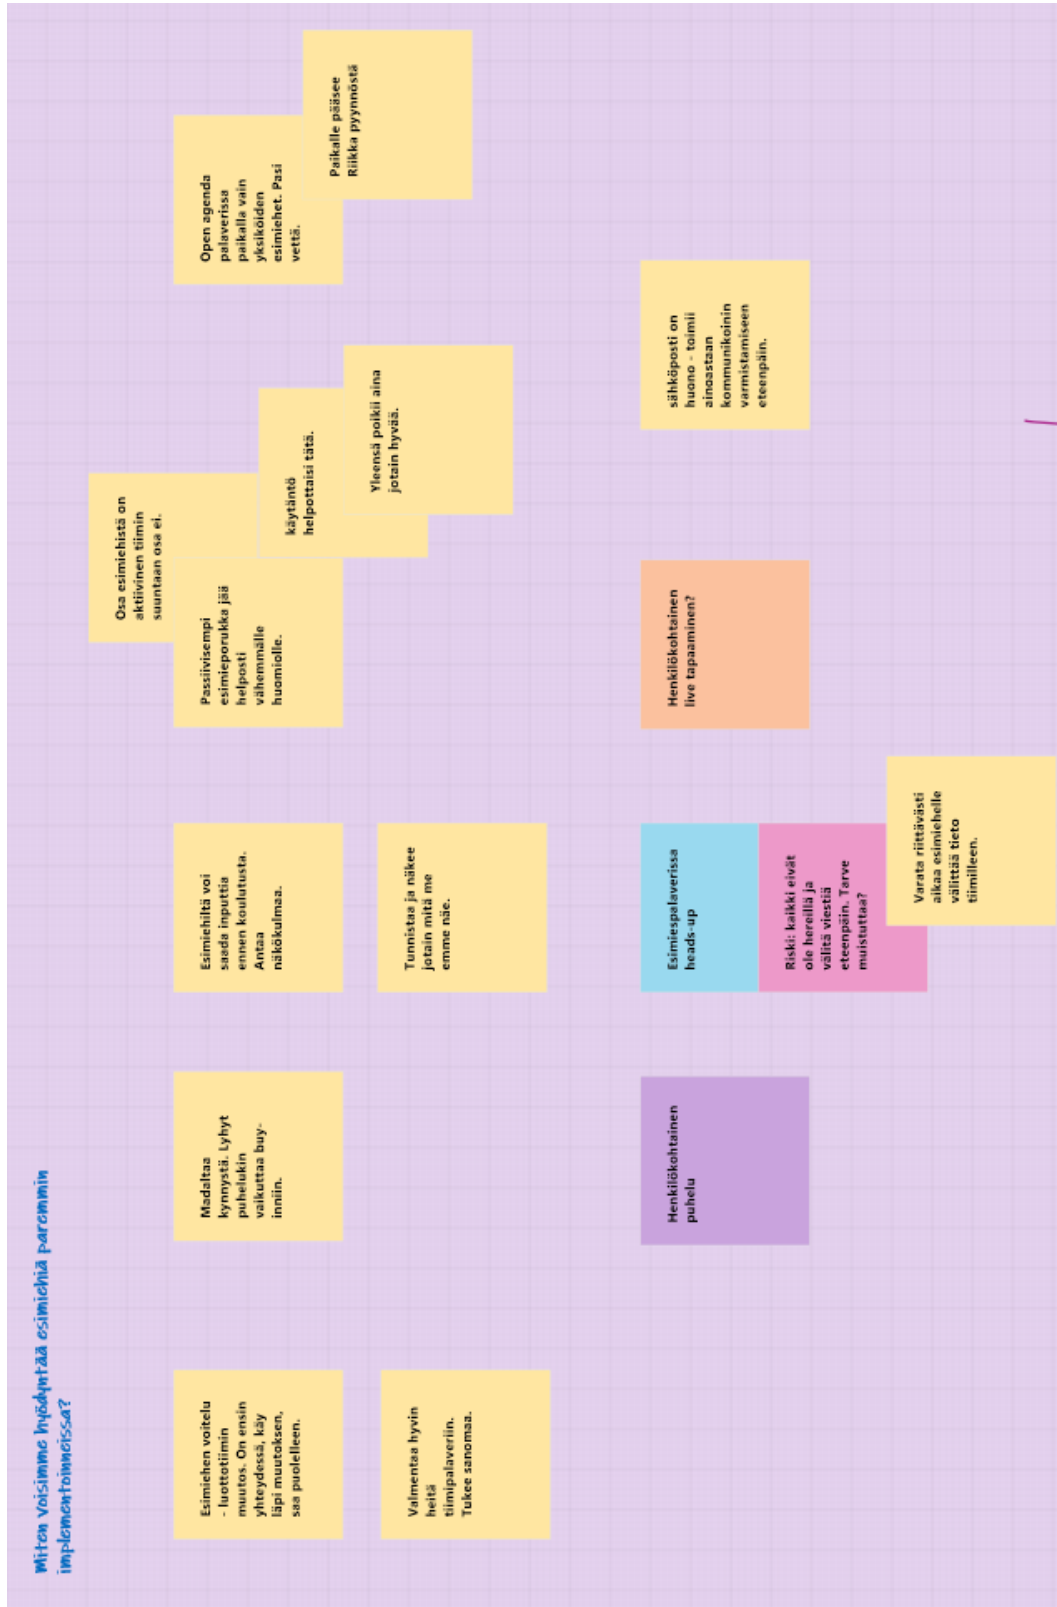 Miten voisimme hyödyntää esimiehiä paremmin
implementoinneissa?
Esimiehen voitelu
- luottotiimin
muutos. On ensin
yhteydessä, käy
läpi muutoksen,
saa puolelleen.
Madaltaa
kynnystä. Lyhyt
puhelukin
vaikuttaa buy-
inniin.
Esimiehiltä voi
saada inputtia
ennen koulutusta.
Antaa
näkökulmaa.
Osa esimiehistä on
aktiivinen tiimin
suuntaan osa ei.
Passiivisempi
esimieporukka jää
helposti
vähemmälle
huomiolle.
käytäntö
helpottaisi tätä.
Yleensä poikii aina
jotain hyvää.
Open agenda
palaverissa
paikalla vain
yksiköiden
esimiehet. Pasi
vettä.
Paikalle pääsee
Riikka pyynnöstä
Valmentaa hyvin
heitä
tiimipalaveriin.
Tukee sanomaa.
Tunnistaa ja näkee
jotain mitä me
emme näe.
Henkilökohtainen
puhelu
Esimiespalaverissa
heads-up
Riski: kaikki eivät
ole hereillä ja
välitä viestiä
eteenpäin. Tarve
muistuttaa?
Varata riittävästi
aikaa esimiehelle
välittää tieto
tiimilleen.
Henkilökohtainen
live tapaaminen?
sähköposti on
huono - toimii
ainoastaan
kommunikoinin
varmistamiseen
eteenpäin.